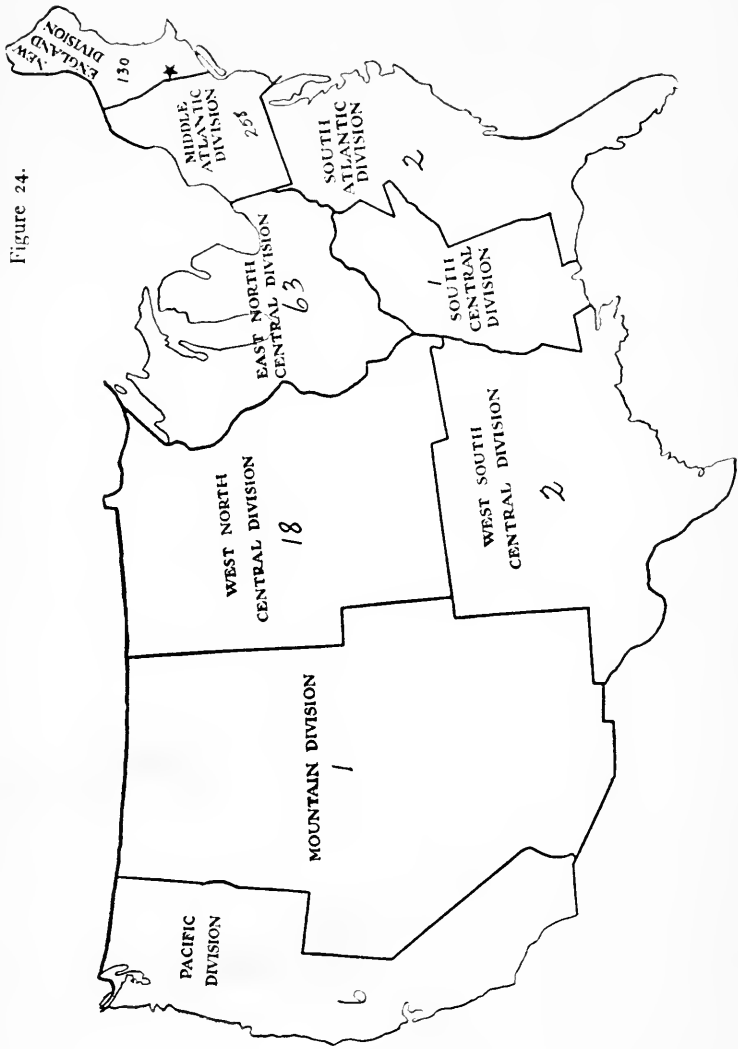 Figure 24.
NEW
ENGLAND
DIVISION
130
MIDDLE
ATLANTIC
DIVISION
258
SOUTH
ATLANTIC
DIVISION
2
EAST NORTH
CENTRAL DIVISION
63
1
SOUTH
CENTRAL
DIVISION
WEST NORTH
CENTRAL DIVISION
18
WEST SOUTH
CENTRAL DIVISION
2
MOUNTAIN DIVISION
1
PACIFIC
DIVISION
6